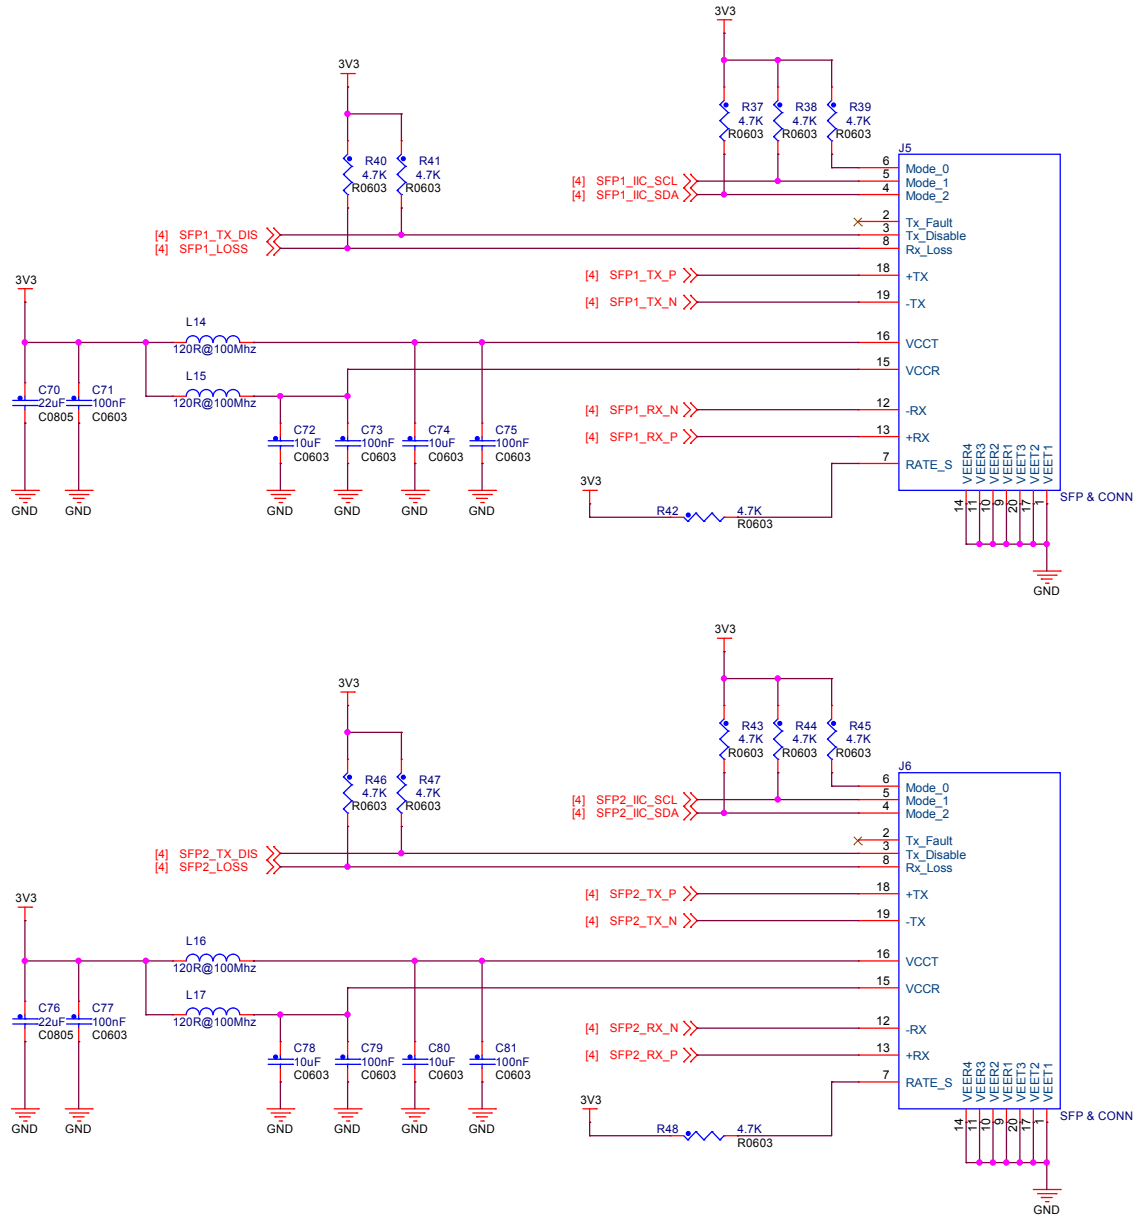 3V3
3V3
R37
4.7K
R0603
R38
4.7K
R0603
R39
4.7K
R0603
R40
4.7K
R0603
R41
4.7K
R0603
J5
6 Mode_0
[4] SFP1_IIC_SCL 5 Mode_1
[4] SFP1_IIC_SDA 4 Mode_2
2 Tx_Fault
[4] SFP1_TX_DIS 3 Tx_Disable
[4] SFP1_LOSS 8 Rx_Loss
[4] SFP1_TX_P 18 +TX
3V3
[4] SFP1_TX_N 19 -TX
L14
120R@100Mhz
16 VCCT
15 VCCR
L15
120R@100Mhz
C70
22uF
C0805
C71
100nF
C0603
[4] SFP1_RX_N 12 -RX
[4] SFP1_RX_P 13 +RX
C72
10uF
C0603
C73
100nF
C0603
C74
10uF
C0603
C75
100nF
C0603
7 RATE_S
VEER4
VEER3
VEER2
VEER1
VEET3
VEET2
VEET1
14
11
10
9
20
17
1
SFP & CONN
3V3
R42
4.7K
R0603
GND
GND
GND
GND
GND
GND
GND
3V3
3V3
R43
4.7K
R0603
R44
4.7K
R0603
R45
4.7K
R0603
R46
4.7K
R0603
R47
4.7K
R0603
J6
6 Mode_0
[4] SFP2_IIC_SCL 5 Mode_1
[4] SFP2_IIC_SDA 4 Mode_2
2 Tx_Fault
[4] SFP2_TX_DIS 3 Tx_Disable
[4] SFP2_LOSS 8 Rx_Loss
[4] SFP2_TX_P 18 +TX
3V3
[4] SFP2_TX_N 19 -TX
L16
120R@100Mhz
16 VCCT
15 VCCR
L17
120R@100Mhz
C76
22uF
C0805
C77
100nF
C0603
[4] SFP2_RX_N 12 -RX
[4] SFP2_RX_P 13 +RX
C78
10uF
C0603
C79
100nF
C0603
C80
10uF
C0603
C81
100nF
C0603
7 RATE_S
VEER4
VEER3
VEER2
VEER1
VEET3
VEET2
VEET1
14
11
10
9
20
17
1
SFP & CONN
3V3
R48
4.7K
R0603
GND
GND
GND
GND
GND
GND
GND